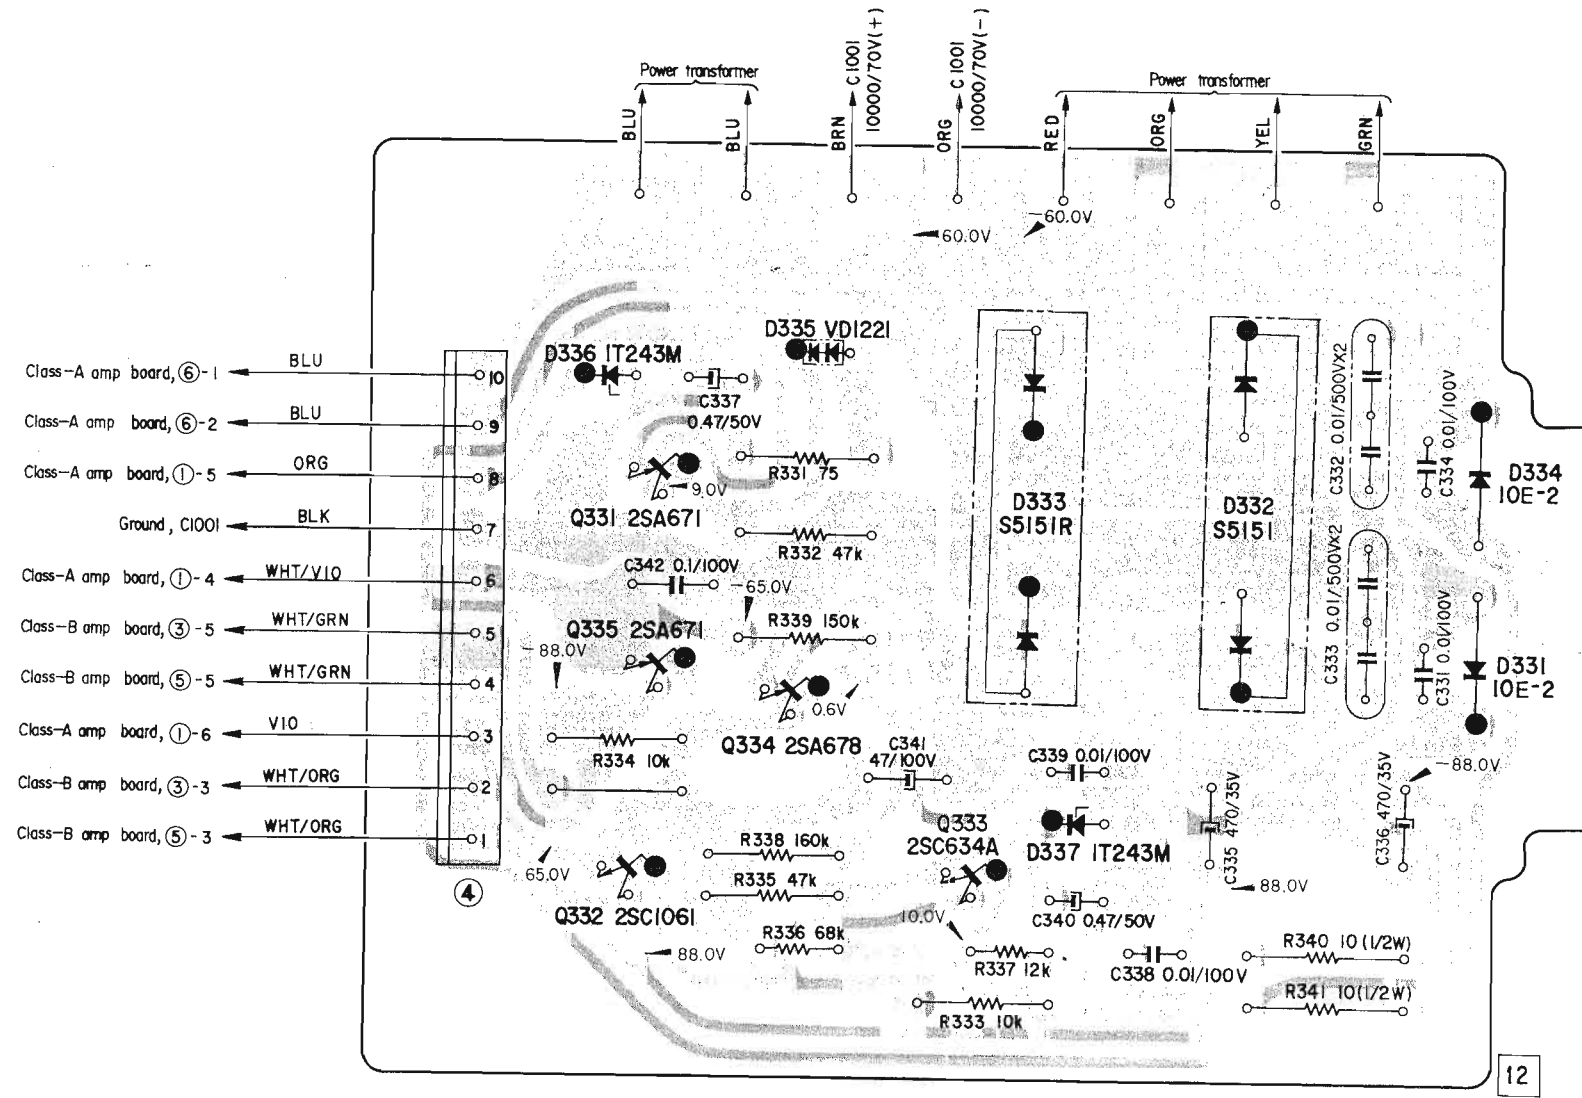 Power transformer
Power transformer
BLU
BLU
BRN
C1001
10000/70V(+)
ORG
C1001
10000/70V(-)
RED
ORG
YEL
GRN
-60.0V
60.0V
D335 VD1221
D336 1T243M
C337
0.47/50V
Class-A amp board, ⑥-1 BLU 10
Class-A amp board, ⑥-2 BLU 9
Class-A amp board, ①-5 ORG 8
Ground, C1001 BLK 7
Class-A amp board, ①-4 WHT/VIO 6
Class-B amp board, ③-5 WHT/GRN 5
Class-B amp board, ⑤-5 WHT/GRN 4
Class-A amp board, ①-6 VIO 3
Class-B amp board, ③-3 WHT/ORG 2
Class-B amp board, ⑤-3 WHT/ORG 1
④
R331 75
9.0V
Q331 2SA671
R332 47k
C342 0.1/100V
-65.0V
R339 150k
Q335 2SA671
-88.0V
0.6V
Q334 2SA678
R334 10k
C341
47/100V
C339 0.01/100V
D333
S5151R
D332
S5151
C332 0.01/500VX2
C334 0.01/100V
D334
10E-2
C333 0.01/500VX2
C331 0.01/100V
D331
10E-2
-88.0V
C335 470/35V
C336 470/35V
88.0V
Q333
2SC634A
D337 1T243M
R338 160k
R335 47k
65.0V
Q332 2SC1061
10.0V
C340 0.47/50V
R336 68k
88.0V
R337 12k
C338 0.01/100V
R340 10(1/2W)
R341 10(1/2W)
R333 10k
12